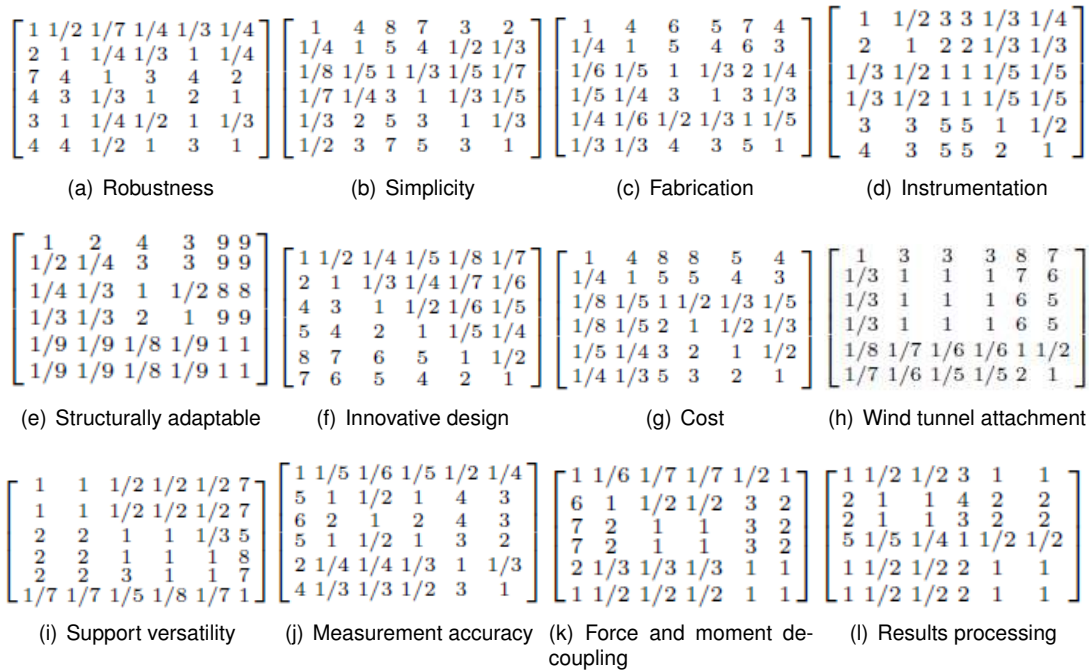 1 1/2 1/7 1/4 1/3 1/4
2 1 1/4 1/3 1 1/4
7 4 1 3 4 2
4 3 1/3 1 2 1
3 1 1/4 1/2 1 1/3
4 4 1/2 1 3 1
(a) Robustness
1 4 8 7 3 2
1/4 1 5 4 1/2 1/3
1/8 1/5 1 1/3 1/5 1/7
1/7 1/4 3 1 1/3 1/5
1/3 2 5 3 1 1/3
1/2 3 7 5 3 1
(b) Simplicity
1 4 6 5 7 4
1/4 1 5 4 6 3
1/6 1/5 1 1/3 2 1/4
1/5 1/4 3 1 3 1/3
1/4 1/6 1/2 1/3 1 1/5
1/3 1/3 4 3 5 1
(c) Fabrication
1 1/2 3 3 1/3 1/4
2 1 2 2 1/3 1/3
1/3 1/2 1 1 1/5 1/5
1/3 1/2 1 1 1/5 1/5
3 3 5 5 1 1/2
4 3 5 5 2 1
(d) Instrumentation
1 2 4 3 9 9
1/2 1/4 3 3 9 9
1/4 1/3 1 1/2 8 8
1/3 1/3 2 1 9 9
1/9 1/9 1/8 1/9 1 1
1/9 1/9 1/8 1/9 1 1
(e) Structurally adaptable
1 1/2 1/4 1/5 1/8 1/7
2 1 1/3 1/4 1/7 1/6
4 3 1 1/2 1/6 1/5
5 4 2 1 1/5 1/4
8 7 6 5 1 1/2
7 6 5 4 2 1
(f) Innovative design
1 4 8 8 5 4
1/4 1 5 5 4 3
1/8 1/5 1 1/2 1/3 1/5
1/8 1/5 2 1 1/2 1/3
1/5 1/4 3 2 1 1/2
1/4 1/3 5 3 2 1
(g) Cost
1 3 3 3 8 7
1/3 1 1 1 7 6
1/3 1 1 1 6 5
1/3 1 1 1 6 5
1/8 1/7 1/6 1/6 1 1/2
1/7 1/6 1/5 1/5 2 1
(h) Wind tunnel attachment
1 1 1/2 1/2 1/2 7
1 1 1/2 1/2 1/2 7
2 2 1 1 1/3 5
2 2 1 1 1 8
2 2 3 1 1 7
1/7 1/7 1/5 1/8 1/7 1
(i) Support versatility
1 1/5 1/6 1/5 1/2 1/4
5 1 1/2 1 4 3
6 2 1 2 4 3
5 1 1/2 1 3 2
2 1/4 1/4 1/3 1 1/3
4 1/3 1/3 1/2 3 1
(j) Measurement accuracy
1 1/6 1/7 1/7 1/2 1
6 1 1/2 1/2 3 2
7 2 1 1 3 2
7 2 1 1 3 2
2 1/3 1/3 1/3 1 1
1 1/2 1/2 1/2 1 1
(k) Force and moment de-
coupling
1 1/2 1/2 3 1 1
2 1 1 4 2 2
2 1 1 3 2 2
5 1/5 1/4 1 1/2 1/2
1 1/2 1/2 2 1 1
1 1/2 1/2 2 1 1
(l) Results processing